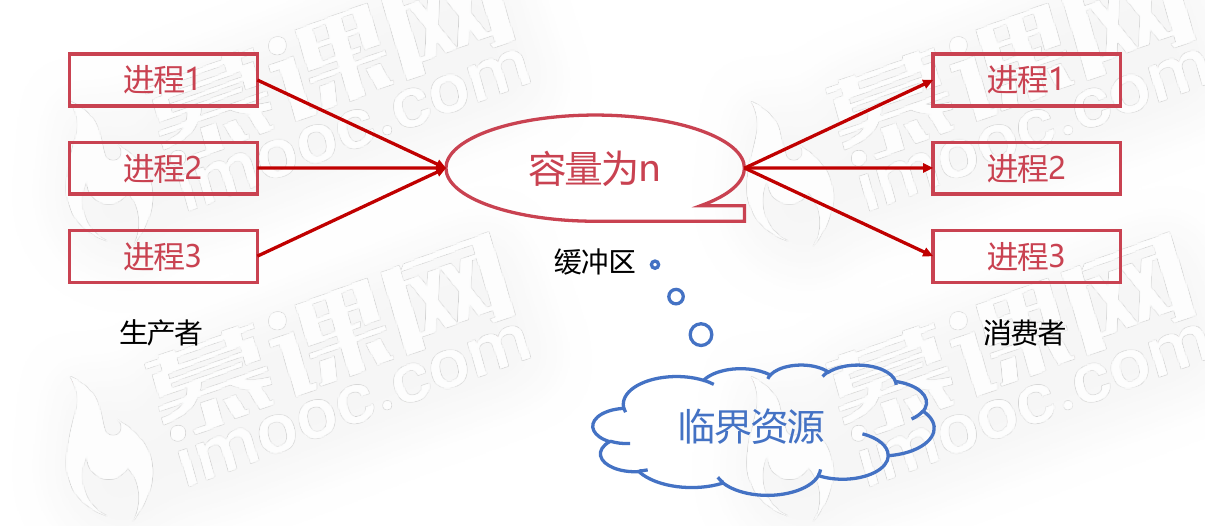 进程1
进程2
进程3
生产者
容量为n
缓冲区
临界资源
进程1
进程2
进程3
消费者
慕课网
imooc.com
慕课网
imooc.com
慕课网
imooc.com
慕课网
imooc.com